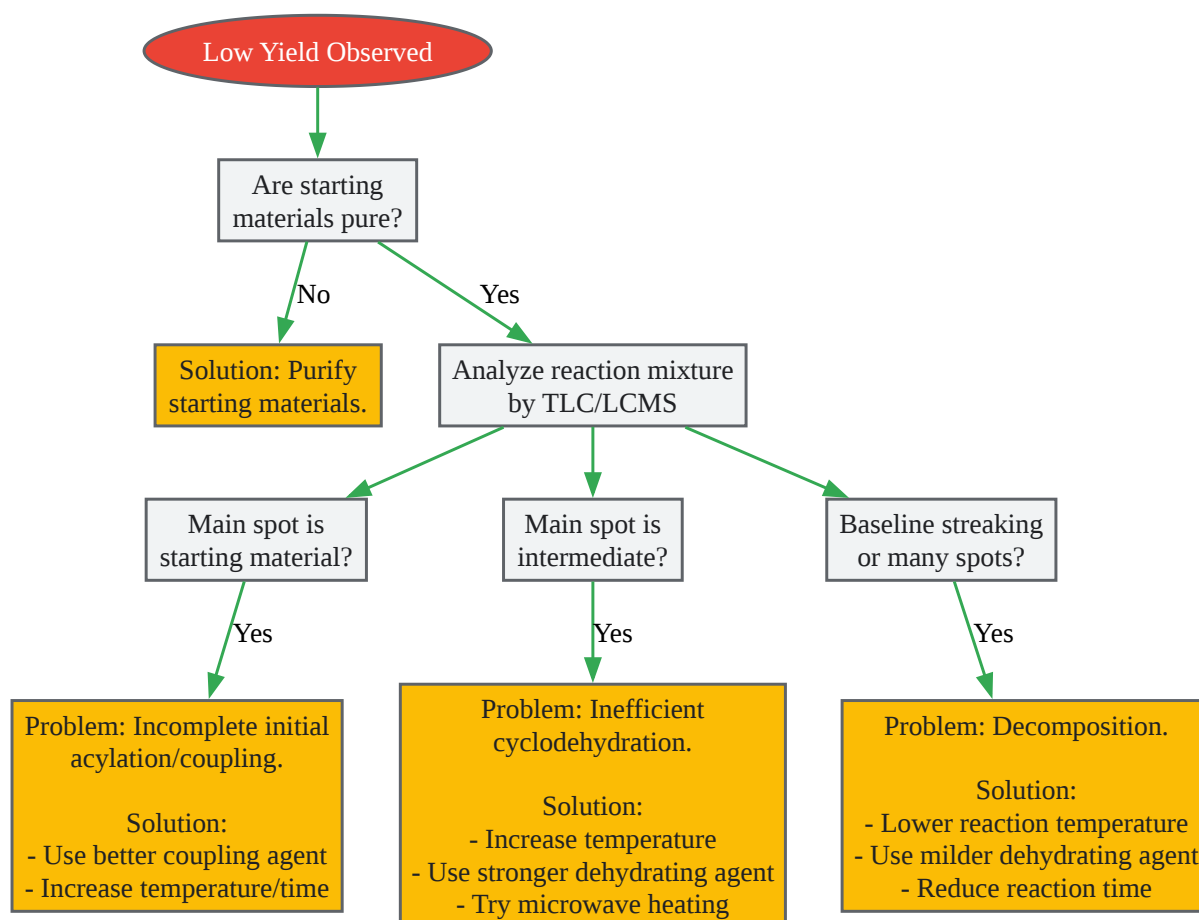 Low Yield Observed
Are starting
materials pure?
No
Yes
Solution: Purify
starting materials.
Analyze reaction mixture
by TLC/LCMS
Main spot is
starting material?
Main spot is
intermediate?
Baseline streaking
or many spots?
Yes
Yes
Yes
Problem: Incomplete initial
acylation/coupling.
Solution:
- Use better coupling agent
- Increase temperature/time
Problem: Inefficient
cyclodehydration.
Solution:
- Increase temperature
- Use stronger dehydrating agent
- Try microwave heating
Problem: Decomposition.
Solution:
- Lower reaction temperature
- Use milder dehydrating agent
- Reduce reaction time